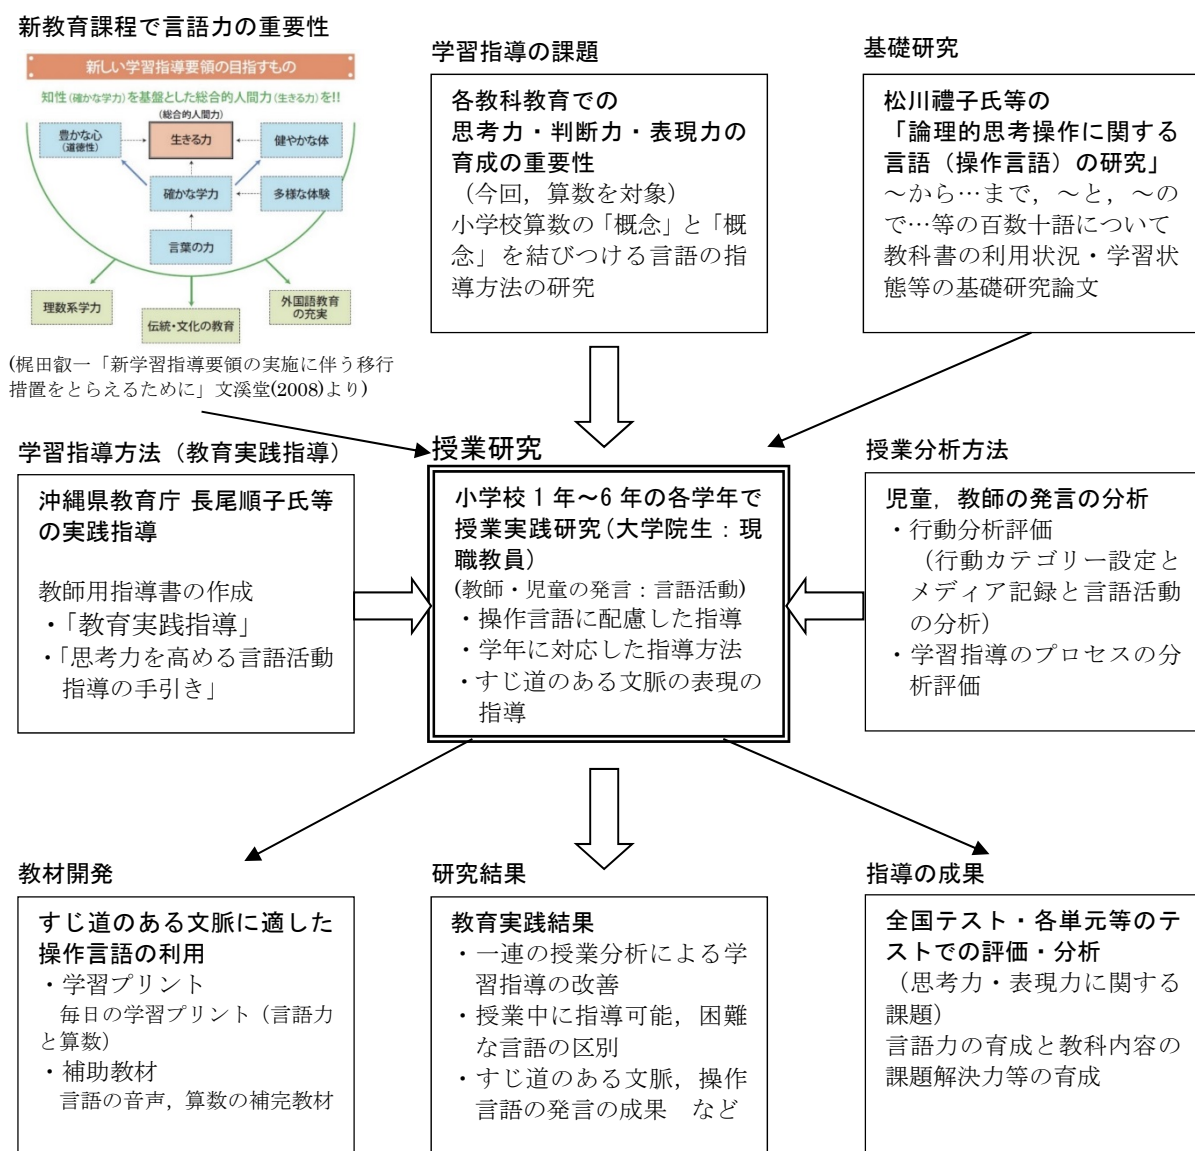 新教育課程で言語力の重要性
新しい学習指導要領の目指すもの
知性(確かな学力)を基盤とした総合的人間力(生きる力)を!!
(総合的人間力)
豊かな心
(道徳性)
生きる力
健やかな体
確かな学力
多様な体験
言葉の力
理数系学力
伝統・文化の教育
外国語教育
の充実
(梶田叡一「新学習指導要領の実施に伴う移行
措置をとらえるために」文溪堂(2008)より)
学習指導の課題
各教科教育での
思考力・判断力・表現力の
育成の重要性
（今回，算数を対象）
小学校算数の「概念」と「概
念」を結びつける言語の指
導方法の研究
基礎研究
松川禮子氏等の
「論理的思考操作に関する
言語（操作言語）の研究」
～から…まで，～と，～の
で…等の百数十語について
教科書の利用状況・学習状
態等の基礎研究論文
学習指導方法（教育実践指導）
沖縄県教育庁 長尾順子氏等
の実践指導
教師用指導書の作成
・「教育実践指導」
・「思考力を高める言語活動
指導の手引き」
授業研究
小学校 1 年～6 年の各学年で
授業実践研究(大学院生：現
職教員)
(教師・児童の発言：言語活動)
・操作言語に配慮した指導
・学年に対応した指導方法
・すじ道のある文脈の表現の
指導
授業分析方法
児童，教師の発言の分析
・行動分析評価
（行動カテゴリー設定と
メディア記録と言語活動
の分析）
・学習指導のプロセスの分
析評価
教材開発
すじ道のある文脈に適した
操作言語の利用
・学習プリント
毎日の学習プリント（言語力
と算数）
・補助教材
言語の音声，算数の補完教材
研究結果
教育実践結果
・一連の授業分析による学
習指導の改善
・授業中に指導可能，困難
な言語の区別
・すじ道のある文脈，操作
言語の発言の成果　など
指導の成果
全国テスト・各単元等のテ
ストでの評価・分析
（思考力・表現力に関する
課題）
言語力の育成と教科内容の
課題解決力等の育成